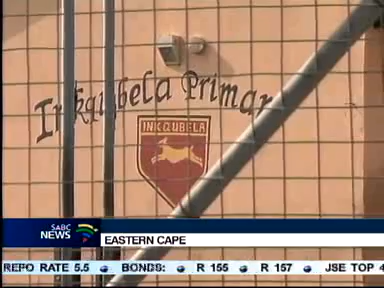 Inkqubela Primar
INKQUBELA
SABC
NEWS
EASTERN CAPE
REPO RATE 5.5 BONDS: R 155 R 157 JSE TOP 4